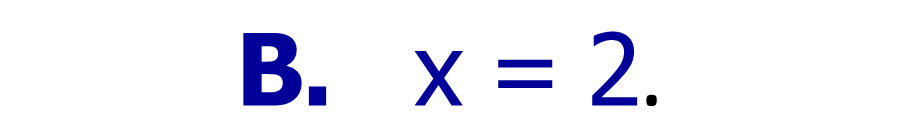 B. x = 2.